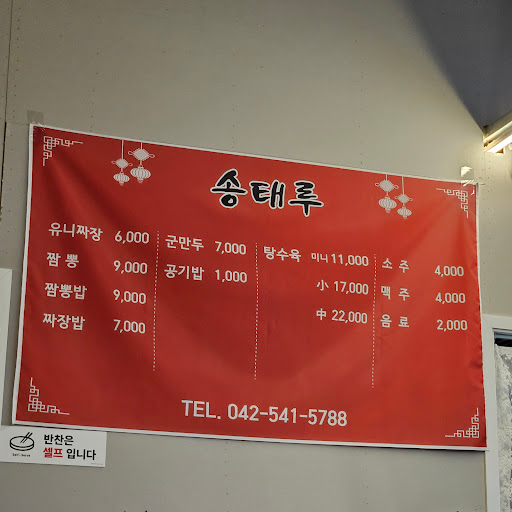 송태루
유니짜장 6,000
짬뽕 9,000
짬뽕밥 9,000
짜장밥 7,000
군만두 7,000
공기밥 1,000
탕수육 미니 11,000
小 17,000
中 22,000
소주 4,000
맥주 4,000
음료 2,000
TEL. 042-541-5788
반찬은
셀프입니다